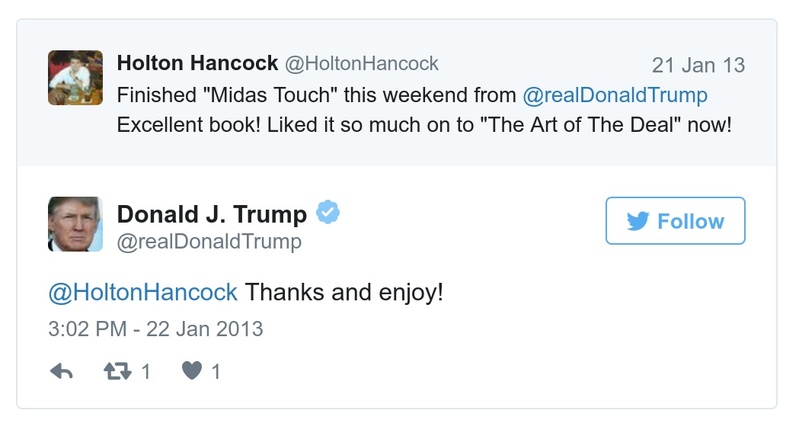 Holton Hancock @HoltonHancock 21 Jan 13
Finished "Midas Touch" this weekend from @realDonaldTrump
Excellent book! Liked it so much on to "The Art of The Deal" now!
Donald J. Trump
@realDonaldTrump
Follow
@HoltonHancock Thanks and enjoy!
3:02 PM - 22 Jan 2013
1 1